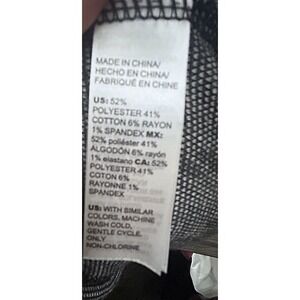 MADE IN CHINA/
HECHO EN CHINA/
FABRIQUÉ EN CHINE
US: 52%
POLYESTER 41%
COTTON 6% RAYON
1% SPANDEX MX:
52% poliéster 41%
ALGODÓN 6% rayón
1% elastano CA: 52%
POLYESTER 41%
COTON 6%
RAYONNE 1%
SPANDEX
US: WITH SIMILAR
COLORS, MACHINE
WASH COLD,
GENTLE CYCLE,
ONLY
NON-CHLORINE